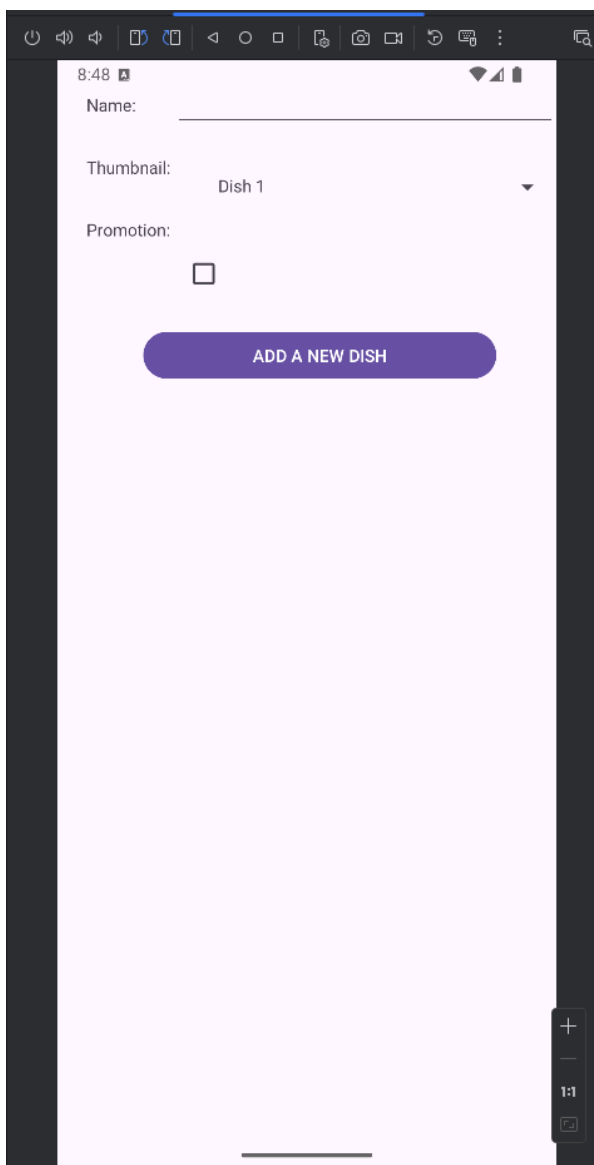 8:48
Name:
Thumbnail:
Dish 1
Promotion:
ADD A NEW DISH
1:1